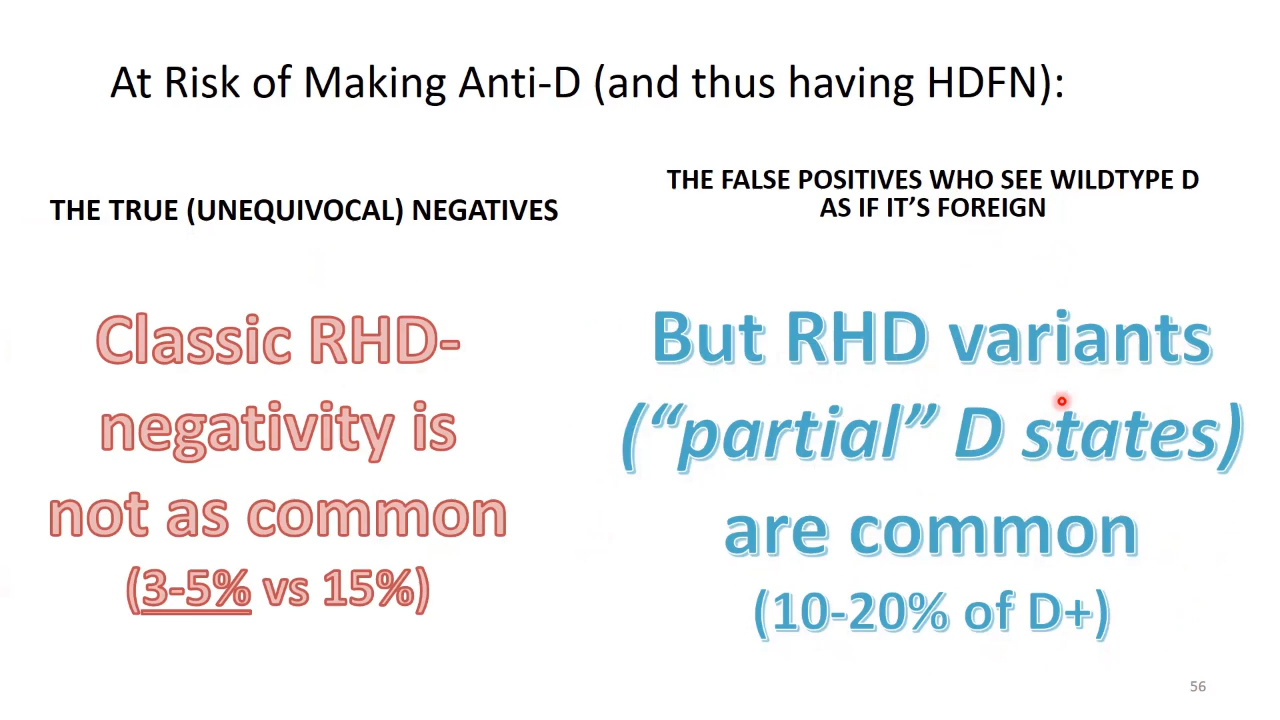 At Risk of Making Anti-D (and thus having HDFN):
THE TRUE (UNEQUIVOCAL) NEGATIVES
Classic RHD-
negativity is
not as common
(3-5% vs 15%)
THE FALSE POSITIVES WHO SEE WILDTYPE D
AS IF IT’S FOREIGN
But RHD variants
(“partial” D states)
are common
(10-20% of D+)
56